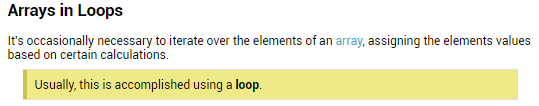 Arrays in Loops
It's occasionally necessary to iterate over the elements of an array, assigning the elements values
based on certain calculations.
Usually, this is accomplished using a loop.